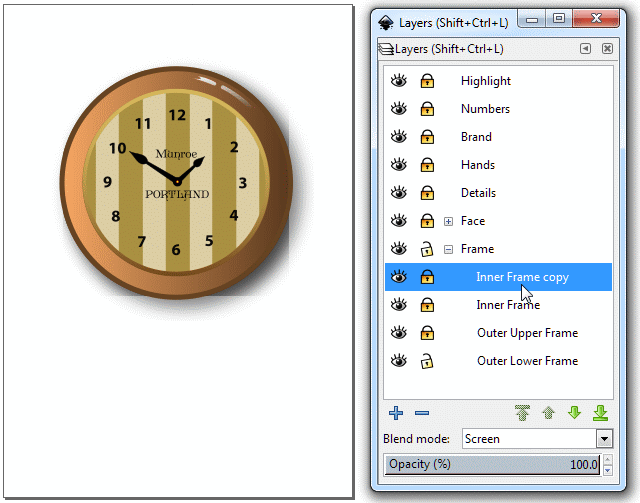 Layers (Shift+Ctrl+L)
Layers (Shift+Ctrl+L)
Highlight
Numbers
Brand
Hands
Details
Face
Frame
Inner Frame copy
Inner Frame
Outer Upper Frame
Outer Lower Frame
Blend mode: Screen
Opacity (%) 100.0
12
11 1
Munroe
10 2
9 3
PORTLAND
8 4
7 5
6